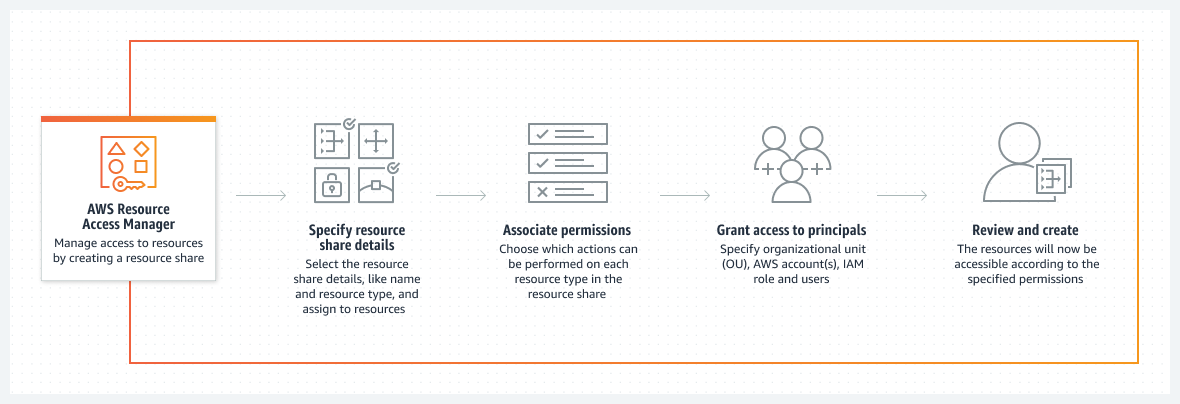 AWS Resource
Access Manager
Manage access to resources
by creating a resource share
Specify resource
share details
Select the resource
share details, like name
and resource type, and
assign to resources
Associate permissions
Choose which actions can
be performed on each
resource type in the
resource share
Grant access to principals
Specify organizational unit
(OU), AWS account(s), IAM
role and users
Review and create
The resources will now be
accessible according to the
specified permissions